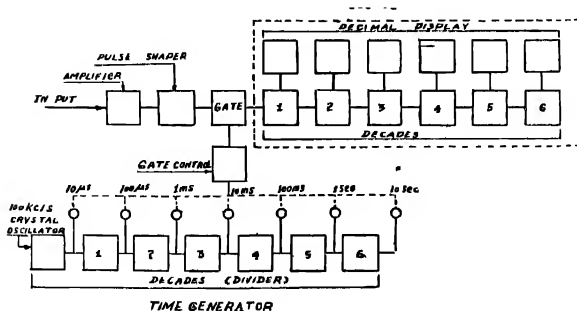 DECIMAL DISPLAY
PULSE SHAPER
AMPLIFIER
IN PUT
GATE
1 2 3 4 5 6
DECADES
GATE CONTROL
10µs 100µs 1ms 10ms 100ms 1sec 10sec
100KC/S
CRYSTAL
OSCILLATOR
1 2 3 4 5 6
DECADES (DIVIDER)
TIME GENERATOR